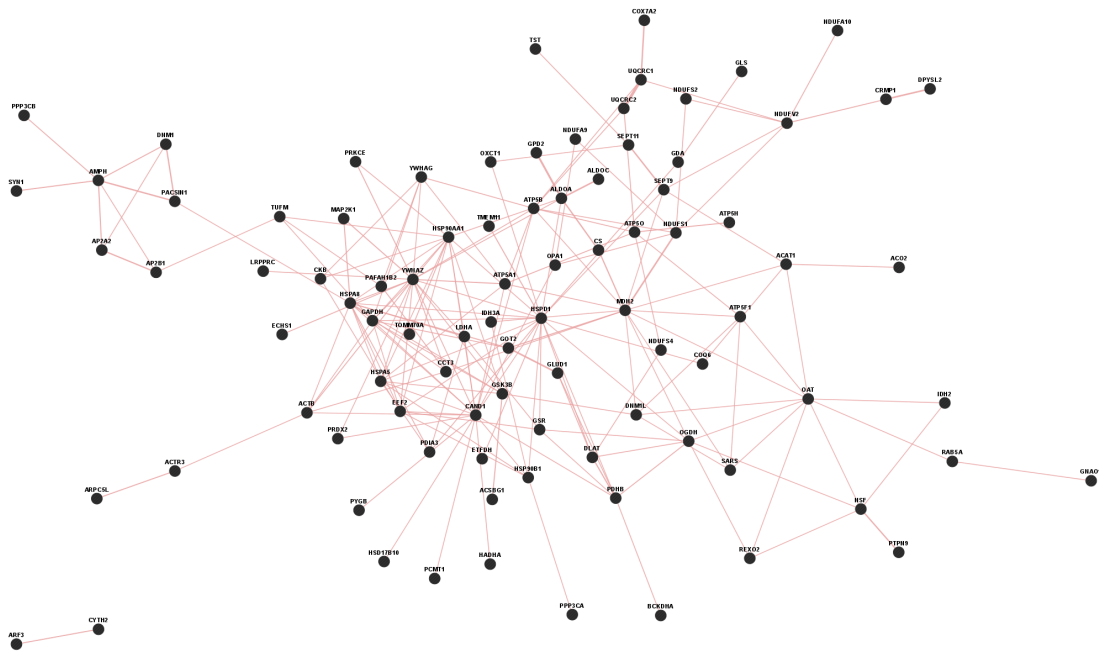 COX7A2
NDUFA10
TST
GLS
UQCRC1
NDUFS2
DPYSL2
CRMP1
UQCRC2
PPP3CB
NDUFV2
DNM1
NDUFA9
SEPT11
GPD2
OXCT1
PRKCE
GDA
AMPH
YWHAG
ALDOC
SEPT9
SYN1
ALDOA
PACSIN1
ATP5B
TUFM
MAP2K1
TMEM11
ATP5H
ATP5O
NDUFS1
HSP90AA1
AP2A2
CS
OPA1
ACAT1
ACO2
AP2B1
LRPPRC
CKB
YWHAZ
PAFAH1B2
ATP5A1
HSPA8
MDH2
ATP5F1
HSPD1
GAPDH
IDH3A
ECHS1
TOMM70A
LDHA
GOT2
NDUFS4
COQ6
CCT3
GLUD1
HSPA5
GSK3B
OAT
IDH2
ACTB
EEF2
CAND1
DNM1L
GSR
PRDX2
OGDH
PDIA3
ETFDH
DLAT
SARS
RAB5A
ACTR3
HSP90B1
GNAO
ARPC5L
ACSBG1
PDHB
PYGB
NSF
PTPN9
HSD17B10
HADHA
REXO2
PCMT1
PPP3CA
BCKDHA
CYTH2
ARF3